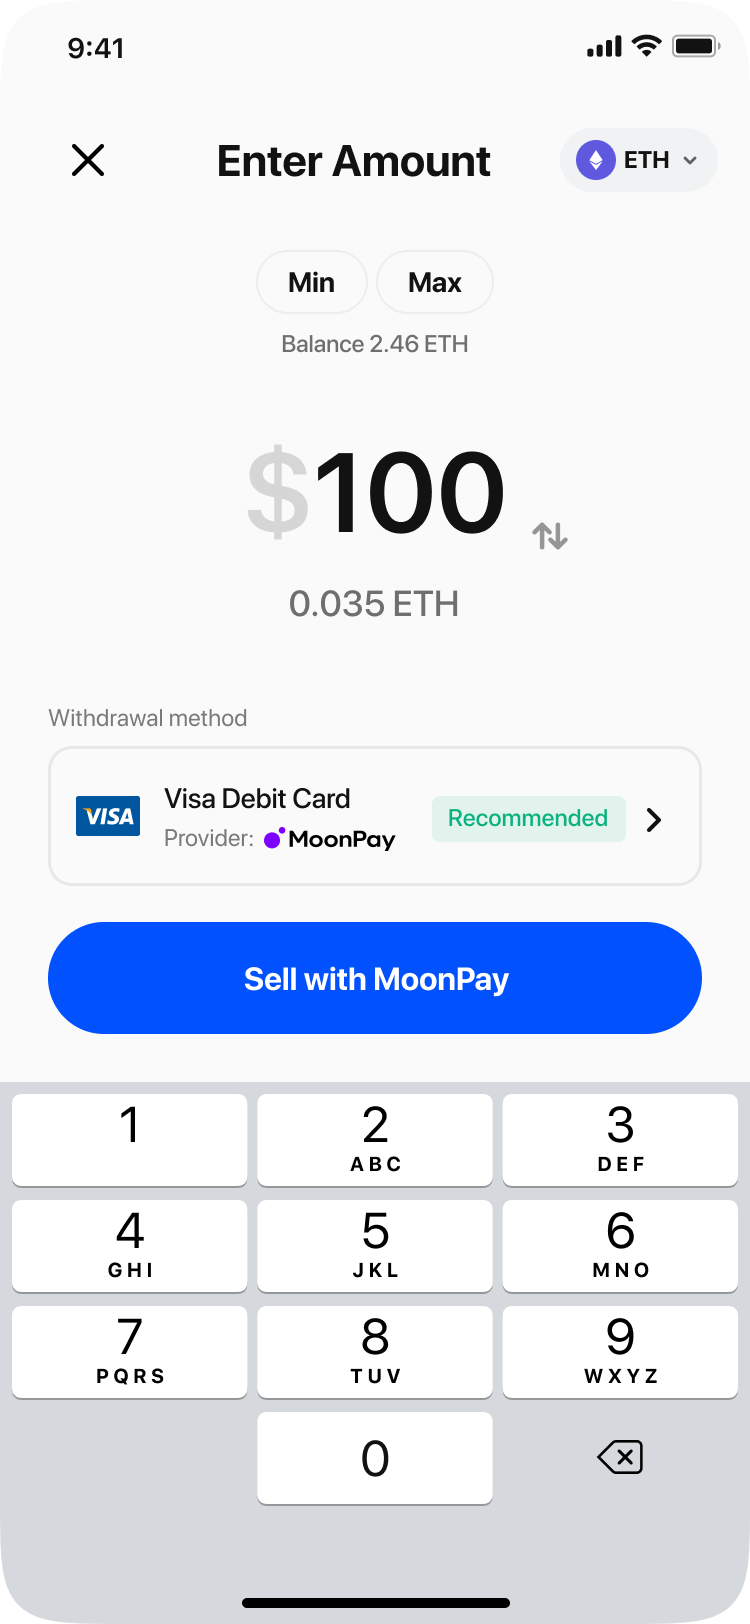 9:41
Enter Amount
ETH
Min Max
Balance 2.46 ETH
$100
0.035 ETH
Withdrawal method
VISA
Visa Debit Card
Provider: MoonPay
Recommended
Sell with MoonPay
1 2 3
ABC DEF
4 5 6
GHI JKL MNO
7 8 9
PQRS TUV WXYZ
0